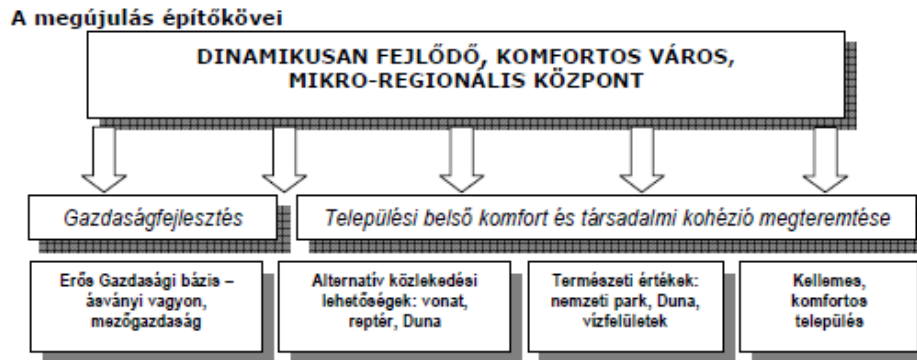 A megújulás építőkövei
DINAMIKUSAN FEJLŐDŐ, KOMFORTOS VÁROS,
MIKRO-REGIONÁLIS KÖZPONT
Gazdaságfejlesztés
Települési belső komfort és társadalmi kohézió megteremtése
Erős Gazdasági bázis –
ásványi vagyon,
mezőgazdaság
Alternatív közlekedési
lehetőségek: vonat,
reptér, Duna
Természeti értékek:
nemzeti park, Duna,
vízfelületek
Kellemes,
komfortos
település